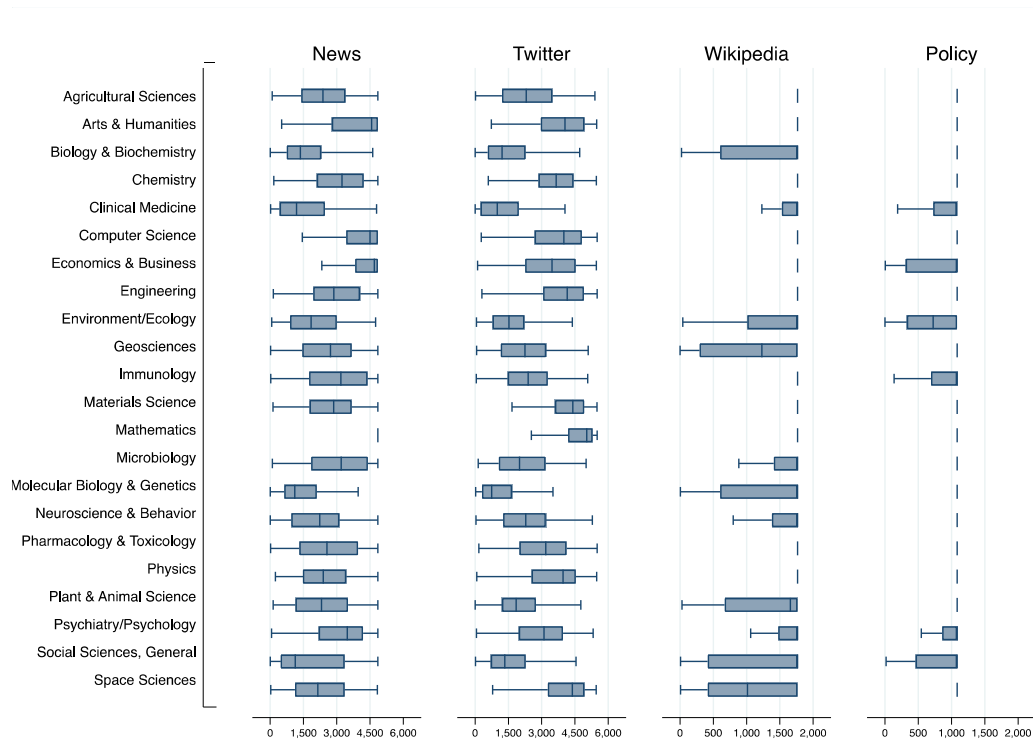 News Twitter Wikipedia Policy
Agricultural Sciences
Arts & Humanities
Biology & Biochemistry
Chemistry
Clinical Medicine
Computer Science
Economics & Business
Engineering
Environment/Ecology
Geosciences
Immunology
Materials Science
Mathematics
Microbiology
Molecular Biology & Genetics
Neuroscience & Behavior
Pharmacology & Toxicology
Physics
Plant & Animal Science
Psychiatry/Psychology
Social Sciences, General
Space Sciences
0 1,500 3,000 4,500 6,000 0 1,500 3,000 4,500 6,000 0 500 1,000 1,500 2,000 0 500 1,000 1,500 2,000